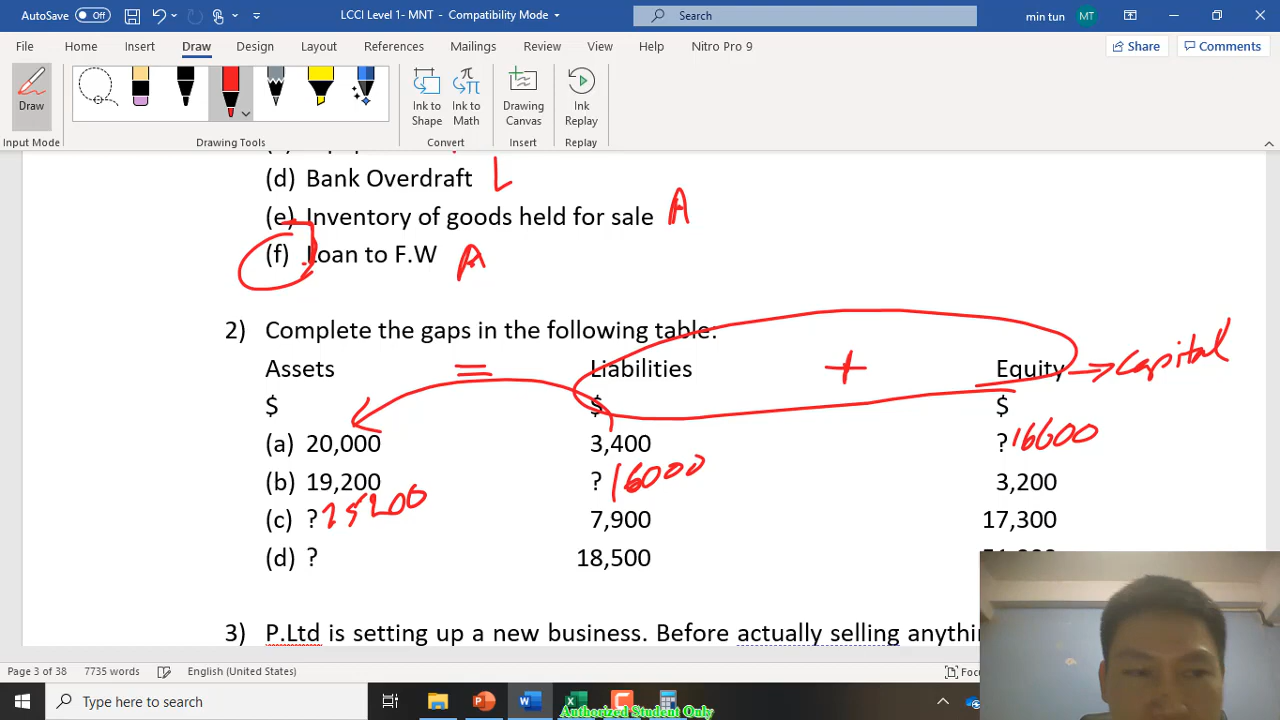 AutoSave Off LCCI Level 1- MNT - Compatibility Mode Search min tun MT
File Home Insert Draw Design Layout References Mailings Review View Help Nitro Pro 9 Share Comments
Draw Ink to Shape Ink to Math Drawing Canvas Ink Replay
Input Mode Drawing Tools Convert Insert Replay
(d) Bank Overdraft L
(e) Inventory of goods held for sale A
(f) Loan to F.W A
2) Complete the gaps in the following table:
Assets = Liabilities + Equity → Capital
$ $ $
(a) 20,000 3,400 ? 16600
(b) 19,200 ? 16000 3,200
(c) ? 25200 7,900 17,300
(d) ? 18,500
3) P.Ltd is setting up a new business. Before actually selling
Page 3 of 38 7735 words English (United States)
Type here to search
Authorized Student Only